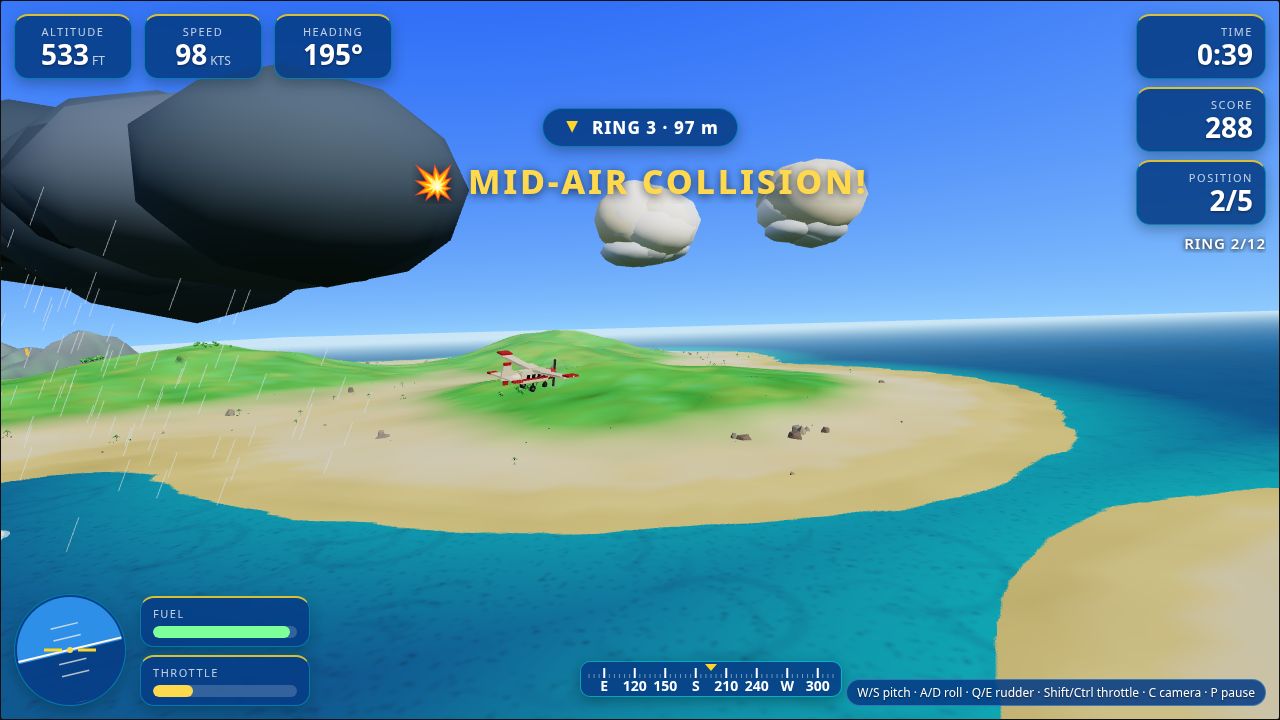 ALTITUDE
533 FT
SPEED
98 KTS
HEADING
195°
TIME
0:39
SCORE
288
POSITION
2/5
RING 2/12
▼ RING 3 · 97 m
💥 MID-AIR COLLISION!
FUEL
THROTTLE
E 120 150 S 210 240 W 300
W/S pitch · A/D roll · Q/E rudder · Shift/Ctrl throttle · C camera · P pause